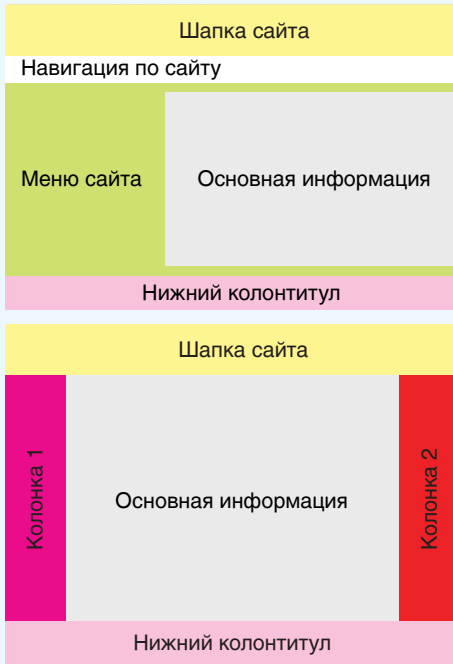 Шапка сайта
Навигация по сайту
Меню сайта
Основная информация
Нижний колонтитул
Шапка сайта
Колонка 1
Основная информация
Колонка 2
Нижний колонтитул